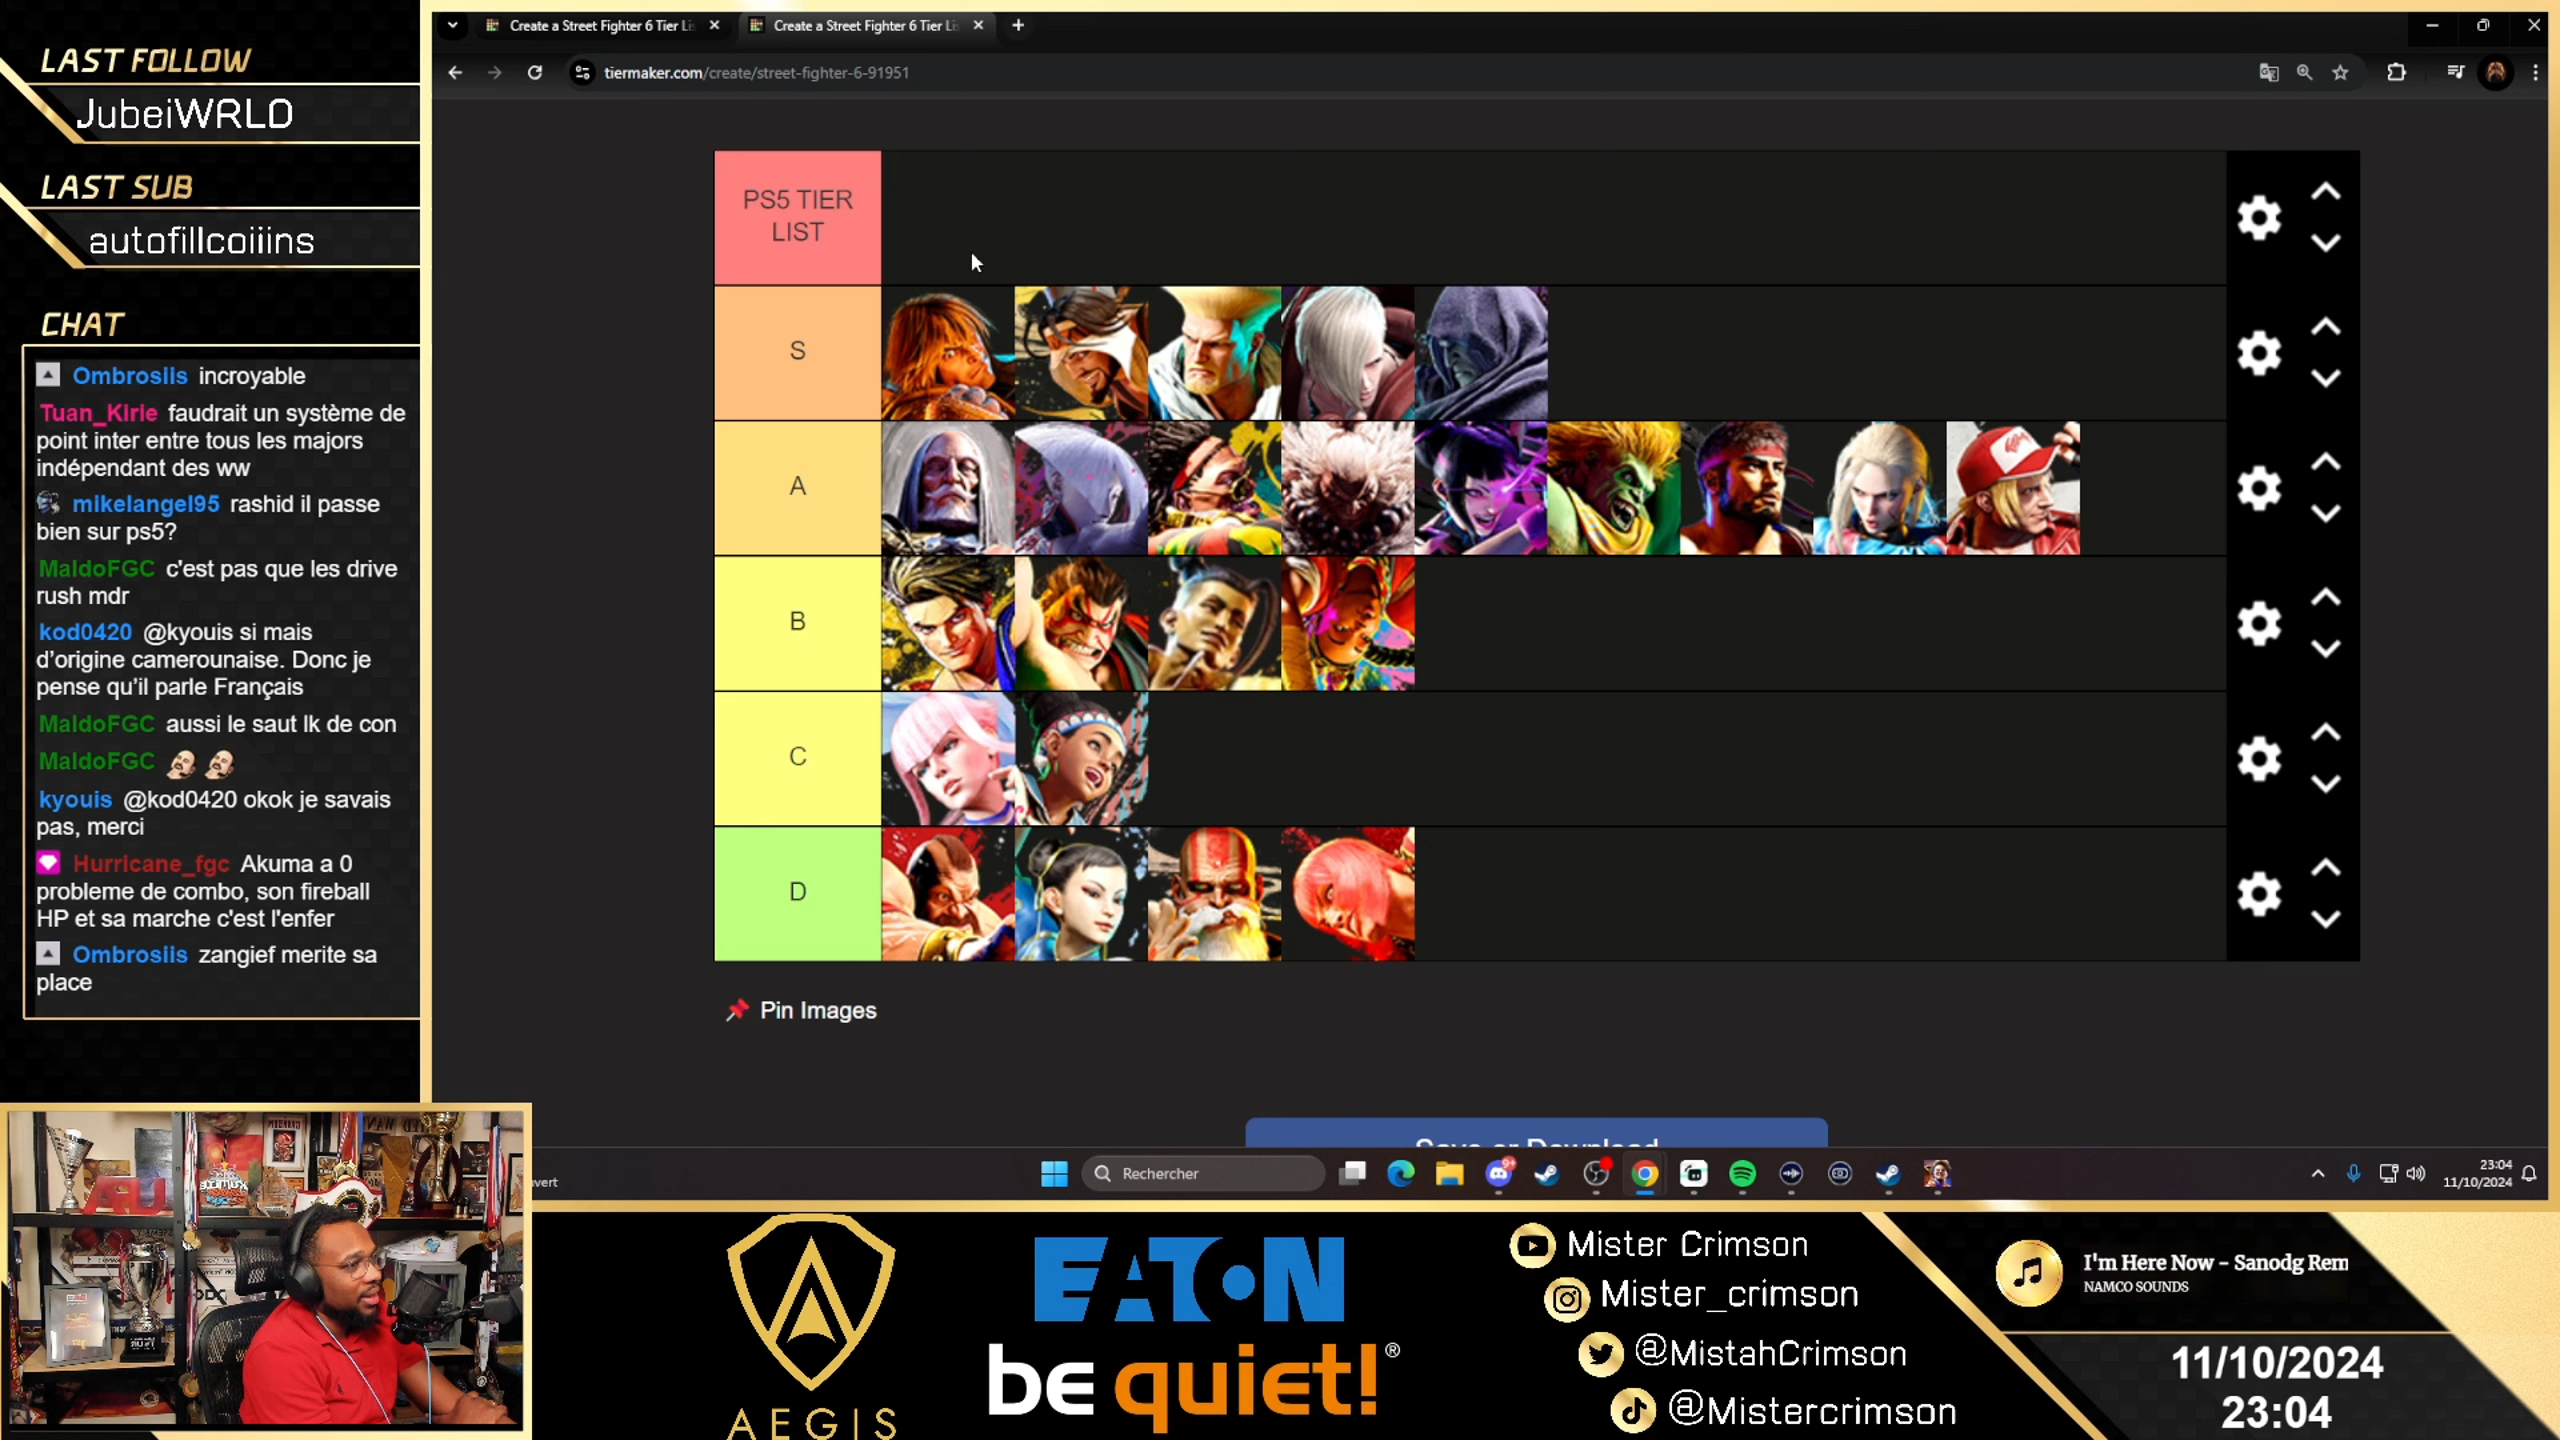 LAST FOLLOW
JubeiWRLD
LAST SUB
autofillcoiiins
CHAT
Ombrosiis incroyable
Tuan_Kirie faudrait un système de
point inter entre tous les majors
indépendant des ww
mikelangel95 rashid il passe
bien sur ps5?
MaldoFGC c'est pas que les drive
rush mdr
kod0420 @kyouis si mais
d'origine camerounaise. Donc je
pense qu'il parle Français
MaldoFGC aussi le saut lk de con
MaldoFGC
kyouis @kod0420 okok je savais
pas, merci
Hurricane_fgc Akuma a 0
probleme de combo, son fireball
HP et sa marche c'est l'enfer
Ombrosiis zangief merite sa
place
Create a Street Fighter 6 Tier Li
Create a Street Fighter 6 Tier Li
tiermaker.com/create/street-fighter-6-91951
PS5 TIER
LIST
S
A
B
C
D
Pin Images
Save or Download
Rechercher
23:04
11/10/2024
AEGIS
EATON
be quiet!®
Mister Crimson
Mister_crimson
@MistahCrimson
@Mistercrimson
I'm Here Now - Sanodg Rem
NAMCO SOUNDS
11/10/2024
23:04